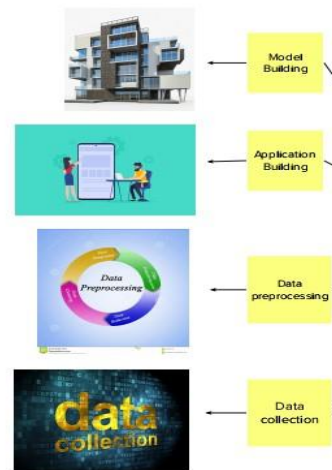 Model
Building
Application
Building
Data
Preprocessing
Data
preprocessing
data
collection
Data
collection